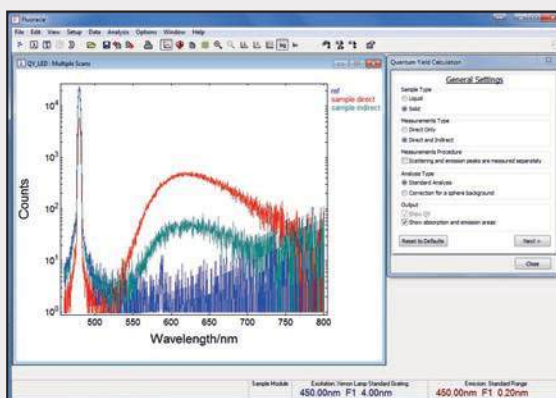 Fluoracle
File Edit View Setup Data Analysis Options Window Help
QY_LED : Multiple Scans
ref
sample direct
sample indirect
Counts
10⁴
10³
10²
10¹
10⁰
500 550 600 650 700 750 800
Wavelength/nm
Quantum Yield Calculation
General Settings
Sample Type
Liquid
Solid
Measurements Type
Direct Only
Direct and Indirect
Measurements Procedure
Scattering and emission peaks are measured separately
Analysis Type
Standard Analysis
Correction for a sphere background
Output
Show QY
Show absorption and emission areas
Reset to Defaults
Next >
Close
Sample Module
Excitation: Xenon Lamp Standard Grating
450.00nm F1 4.00nm
Emission: Standard Range
450.00nm F1 0.20nm